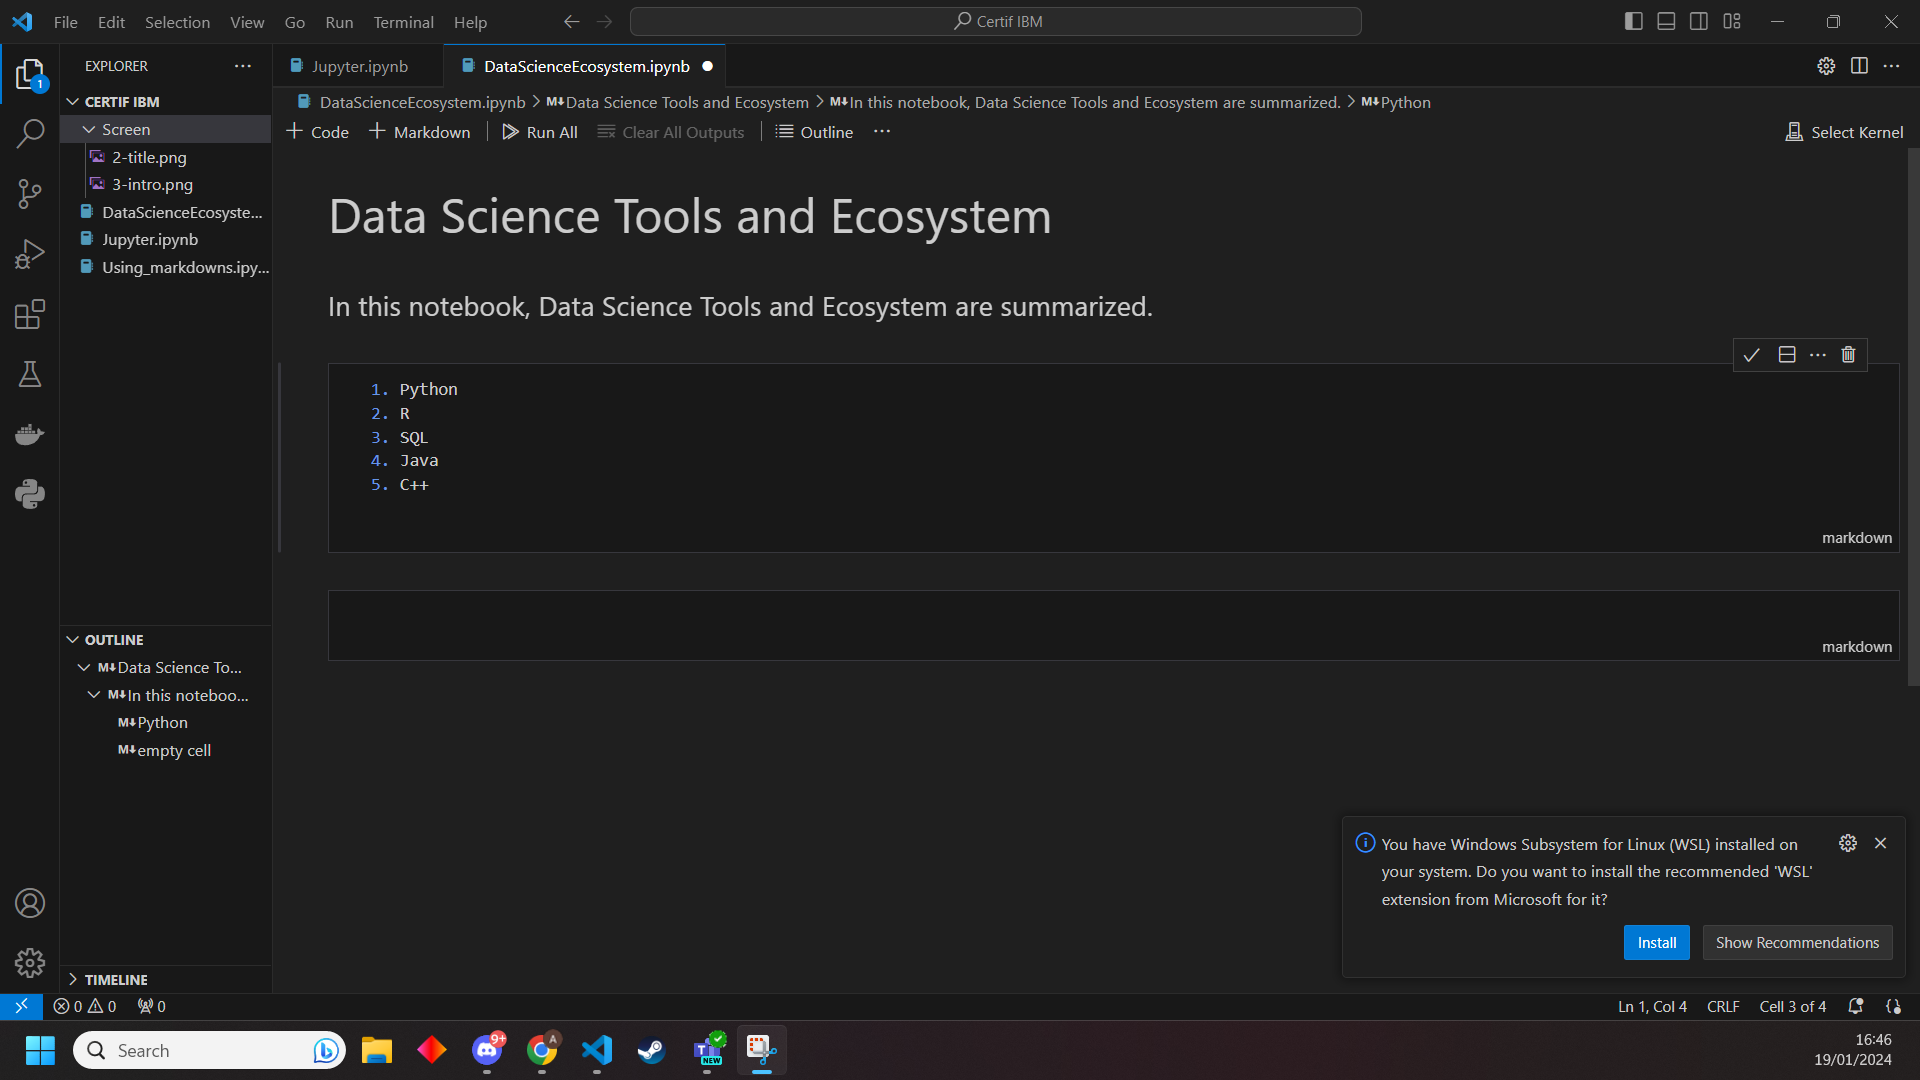 File Edit Selection View Go Run Terminal Help
Certif IBM
1
EXPLORER
CERTIF IBM
Screen
2-title.png
3-intro.png
DataScienceEcosyste...
Jupyter.ipynb
Using_markdowns.ipy...
OUTLINE
Data Science To...
In this noteboo...
Python
empty cell
TIMELINE
Jupyter.ipynb
DataScienceEcosystem.ipynb
DataScienceEcosystem.ipynb > M↓Data Science Tools and Ecosystem > M↓In this notebook, Data Science Tools and Ecosystem are summarized. > M↓Python
+ Code + Markdown Run All Clear All Outputs Outline ...
Select Kernel
Data Science Tools and Ecosystem
In this notebook, Data Science Tools and Ecosystem are summarized.
1. Python
2. R
3. SQL
4. Java
5. C++
markdown
markdown
You have Windows Subsystem for Linux (WSL) installed on
your system. Do you want to install the recommended 'WSL'
extension from Microsoft for it?
Install
Show Recommendations
0 0 0
Ln 1, Col 4 CRLF Cell 3 of 4
Search
9+
A
NEW
16:46
19/01/2024